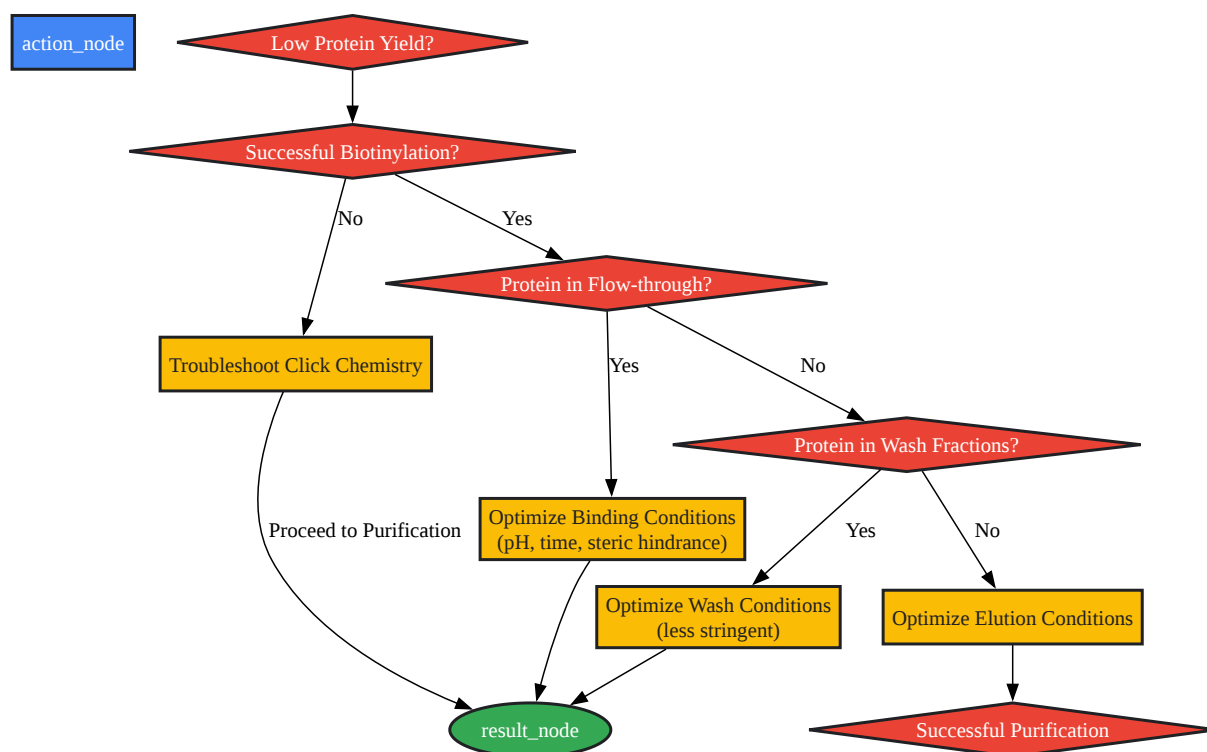 action_node
Low Protein Yield?
Successful Biotinylation?
No
Yes
Protein in Flow-through?
Troubleshoot Click Chemistry
Yes
No
Protein in Wash Fractions?
Proceed to Purification
Optimize Binding Conditions
(pH, time, steric hindrance)
Yes
No
Optimize Wash Conditions
(less stringent)
Optimize Elution Conditions
result_node
Successful Purification